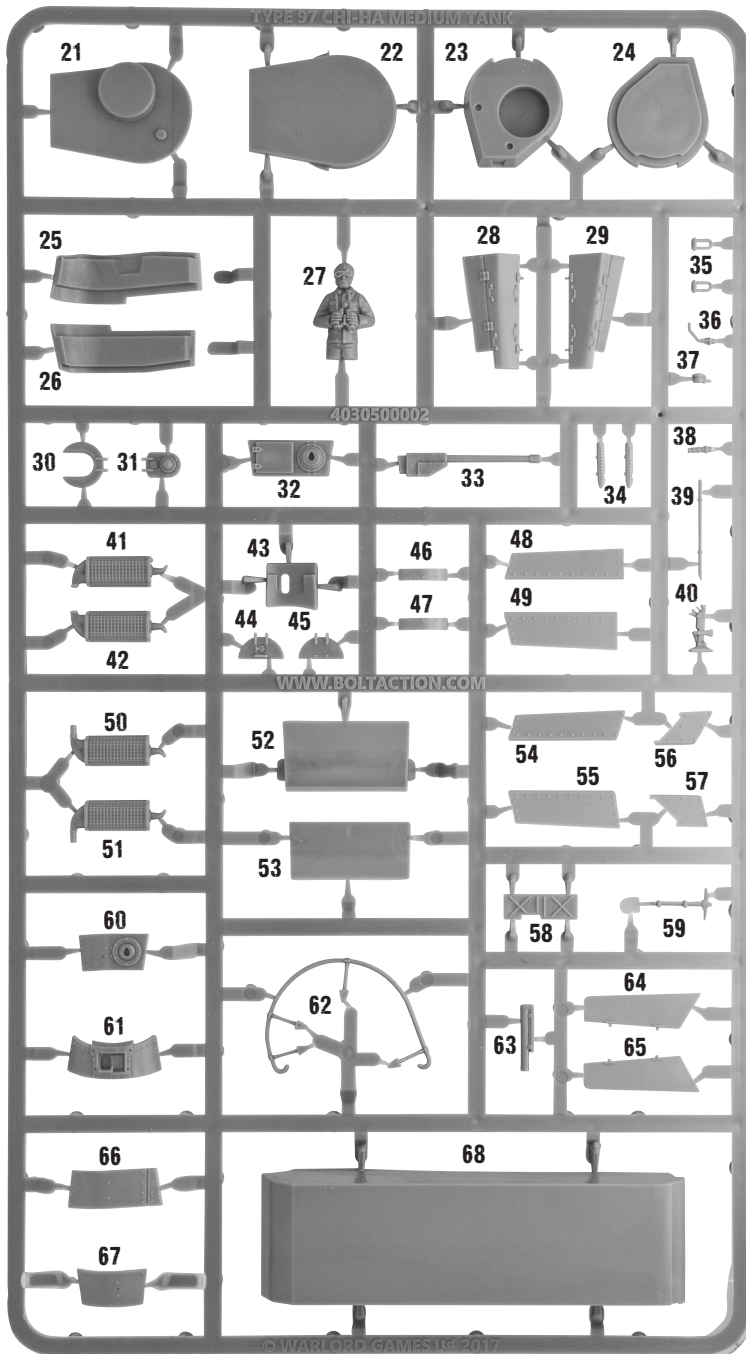 TYPE 97 CHI-HA MEDIUM TANK
21 22 23 24
25 26 27 28 29 35
36
37
4030500002
30 31 32 33 34 38
39
41 43 46 48
40
42 44 45 47 49
WWW.BOLTACTION.COM
50 52 54 56
55 57
51 53
58 59
60
62 64
61 63 65
66 68
67
© WARLORD GAMES Ltd 2017